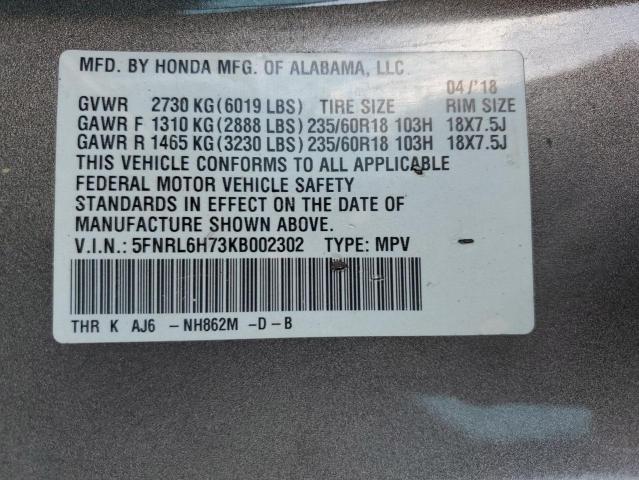 MFD. BY HONDA MFG. OF ALABAMA, LLC
04/'18
GVWR 2730 KG (6019 LBS) TIRE SIZE RIM SIZE
GAWR F 1310 KG (2888 LBS) 235/60R18 103H 18X7.5J
GAWR R 1465 KG (3230 LBS) 235/60R18 103H 18X7.5J
THIS VEHICLE CONFORMS TO ALL APPLICABLE
FEDERAL MOTOR VEHICLE SAFETY
STANDARDS IN EFFECT ON THE DATE OF
MANUFACTURE SHOWN ABOVE.
V.I.N.: 5FNRL6H73KB002302 TYPE: MPV
THR K AJ6 -NH862M -D-B